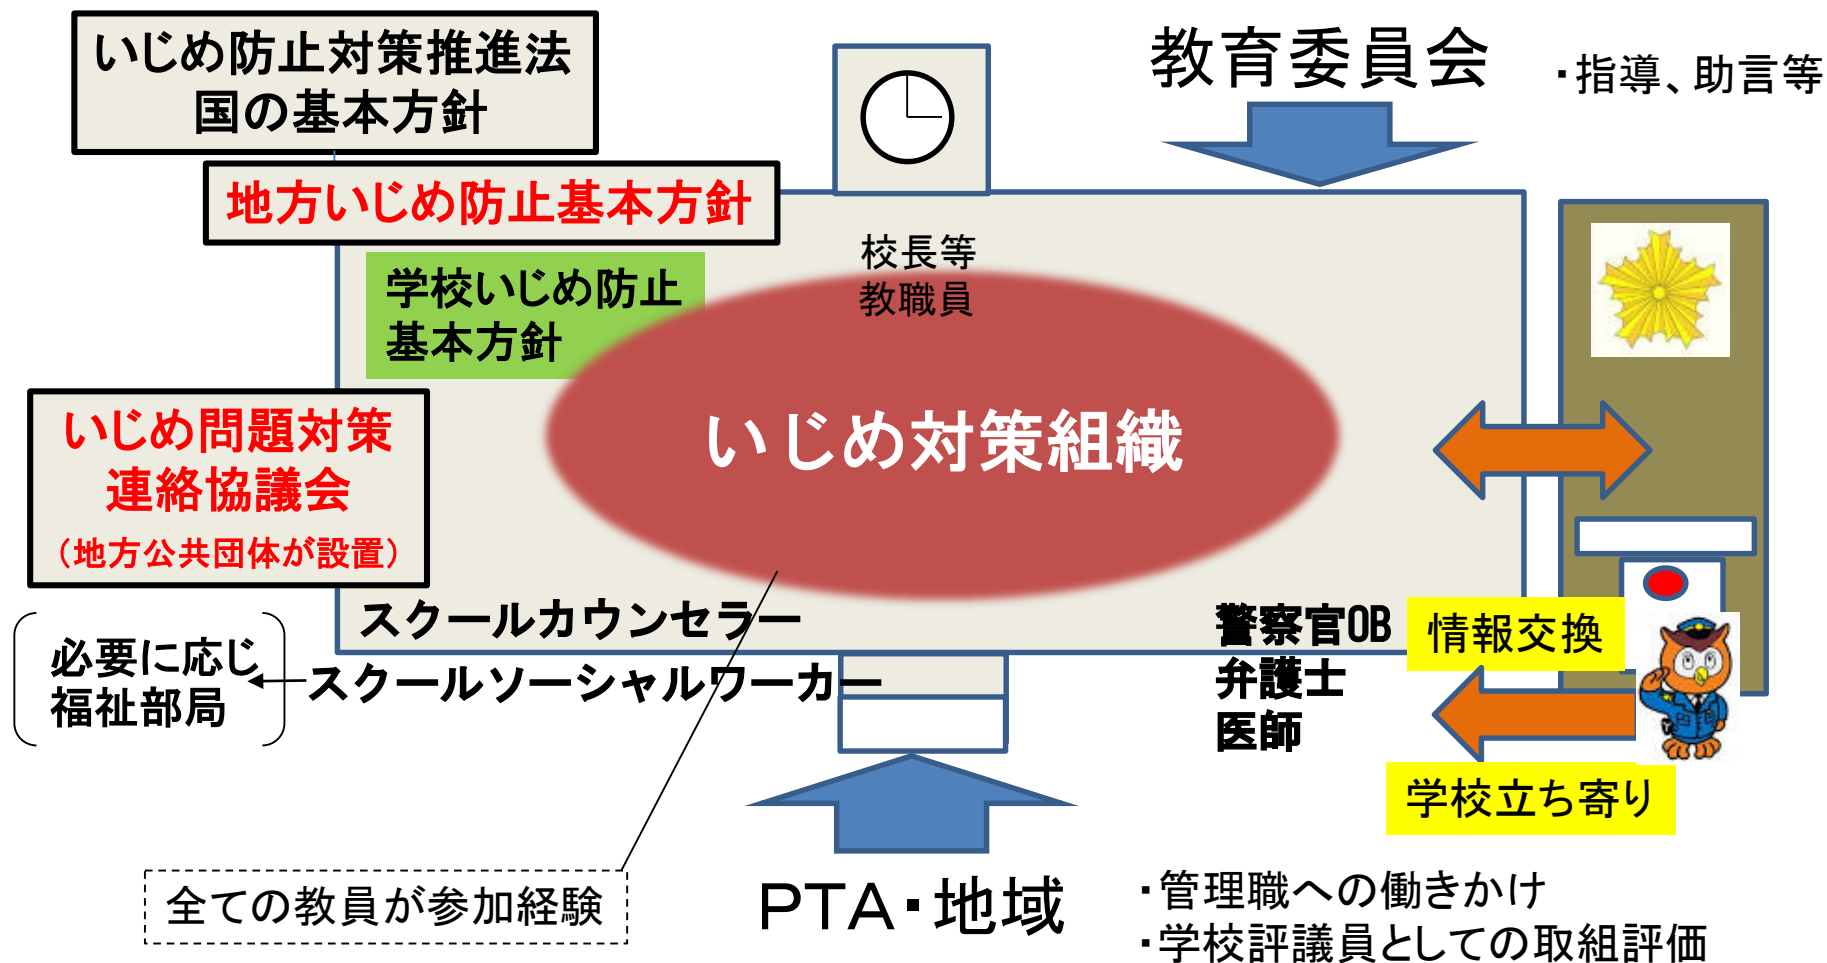 いじめ防止対策推進法
国の基本方針
教育委員会
・指導、助言等
地方いじめ防止基本方針
校長等
教職員
学校いじめ防止
基本方針
いじめ対策組織
いじめ問題対策
連絡協議会
（地方公共団体が設置）
スクールカウンセラー
スクールソーシャルワーカー
必要に応じ
福祉部局
警察官OB
弁護士
医師
情報交換
学校立ち寄り
全ての教員が参加経験
PTA・地域
・管理職への働きかけ
・学校評議員としての取組評価